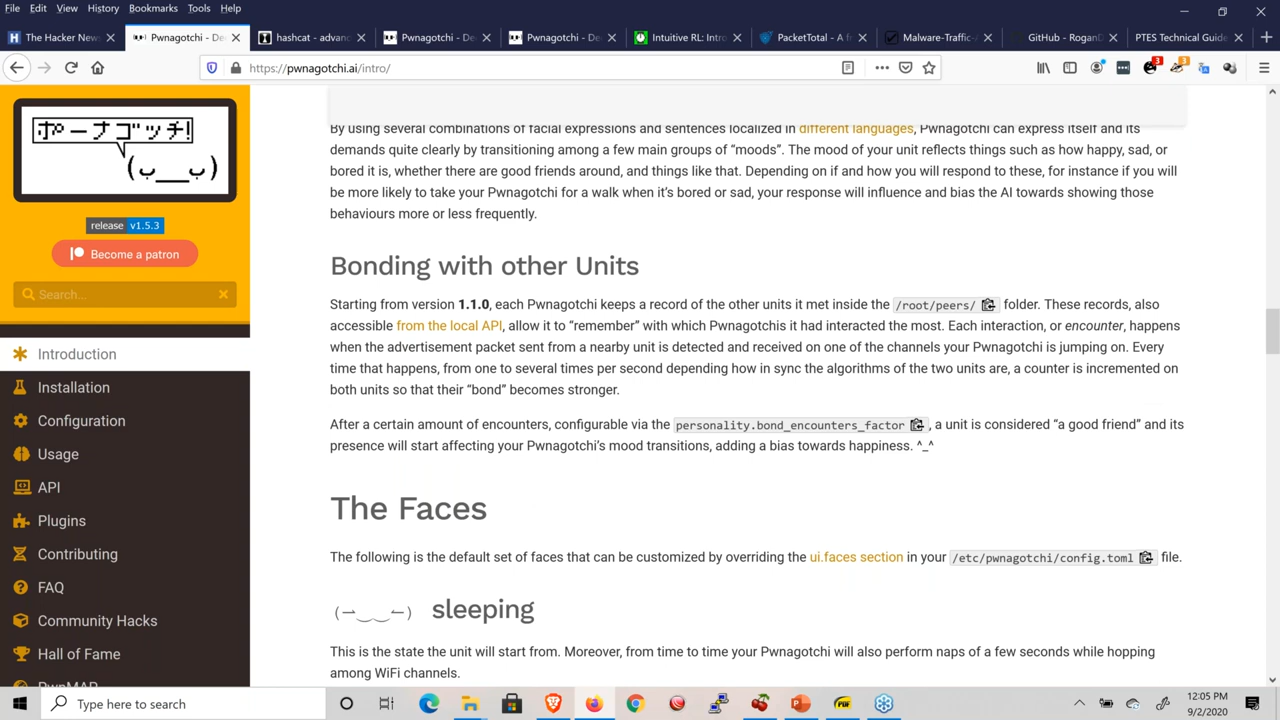 File Edit View History Bookmarks Tools Help
The Hacker News
Pwnagotchi - De
hashcat - advanc
Pwnagotchi - De
Pwnagotchi - De
Intuitive RL: Intro
PacketTotal - A fr
Malware-Traffic-A
GitHub - RoganD
PTES Technical Guide
https://pwnagotchi.ai/intro/
3
3
ポーナゴッチ!
release v1.5.3
Become a patron
Search...
Introduction
Installation
Configuration
Usage
API
Plugins
Contributing
FAQ
Community Hacks
Hall of Fame
PwnMAP
By using several combinations of facial expressions and sentences localized in different languages, Pwnagotchi can express itself and its
demands quite clearly by transitioning among a few main groups of “moods”. The mood of your unit reflects things such as how happy, sad, or
bored it is, whether there are good friends around, and things like that. Depending on if and how you will respond to these, for instance if you will
be more likely to take your Pwnagotchi for a walk when it’s bored or sad, your response will influence and bias the AI towards showing those
behaviours more or less frequently.
Bonding with other Units
Starting from version 1.1.0, each Pwnagotchi keeps a record of the other units it met inside the /root/peers/ folder. These records, also
accessible from the local API, allow it to “remember” with which Pwnagotchis it had interacted the most. Each interaction, or encounter, happens
when the advertisement packet sent from a nearby unit is detected and received on one of the channels your Pwnagotchi is jumping on. Every
time that happens, from one to several times per second depending how in sync the algorithms of the two units are, a counter is incremented on
both units so that their “bond” becomes stronger.
After a certain amount of encounters, configurable via the personality.bond_encounters_factor , a unit is considered “a good friend” and its
presence will start affecting your Pwnagotchi’s mood transitions, adding a bias towards happiness. ^_^
The Faces
The following is the default set of faces that can be customized by overriding the ui.faces section in your /etc/pwnagotchi/config.toml file.
(⇀‿‿↼) sleeping
This is the state the unit will start from. Moreover, from time to time your Pwnagotchi will also perform naps of a few seconds while hopping
among WiFi channels.
Type here to search
12:05 PM
9/2/2020